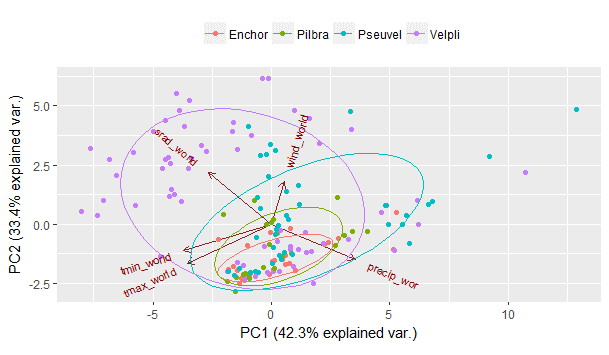 Enchor Pilbra Pseuvel Velpli
PC2 (33.4% explained var.)
5.0
2.5
0.0
-2.5
srad_world
wind_world
tmin_world
tmax_world
precip_wor
-5 0 5 10
PC1 (42.3% explained var.)